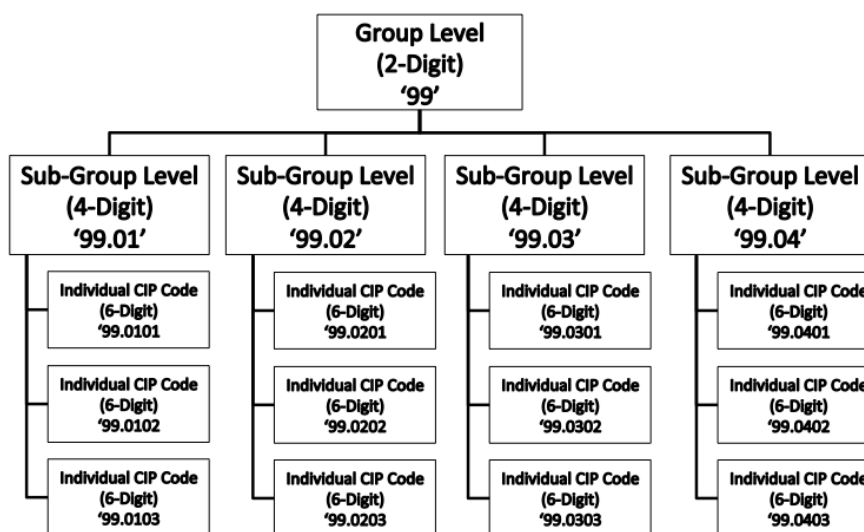 Group Level
(2-Digit)
‘99’
Sub-Group Level
(4-Digit)
‘99.01’
Sub-Group Level
(4-Digit)
‘99.02’
Sub-Group Level
(4-Digit)
‘99.03’
Sub-Group Level
(4-Digit)
‘99.04’
Individual CIP Code
(6-Digit)
‘99.0101
Individual CIP Code
(6-Digit)
‘99.0102
Individual CIP Code
(6-Digit)
‘99.0103
Individual CIP Code
(6-Digit)
‘99.0201
Individual CIP Code
(6-Digit)
‘99.0202
Individual CIP Code
(6-Digit)
‘99.0203
Individual CIP Code
(6-Digit)
‘99.0301
Individual CIP Code
(6-Digit)
‘99.0302
Individual CIP Code
(6-Digit)
‘99.0303
Individual CIP Code
(6-Digit)
‘99.0401
Individual CIP Code
(6-Digit)
‘99.0402
Individual CIP Code
(6-Digit)
‘99.0403